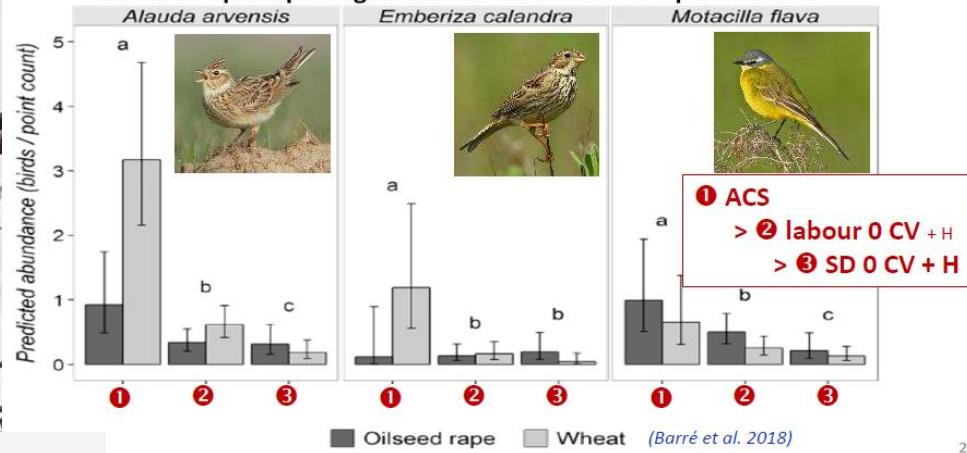 Alauda arvensis
Emberiza calandra
Motacilla flava
Predicted abundance (birds / point count)
5
4
3
2
1
0
a
b
c
a
b
b
a
b
c
❶ ACS
> ❷ labour 0 CV + H
> ❸ SD 0 CV + H
❶ ❷ ❸ ❶ ❷ ❸ ❶ ❷ ❸
Oilseed rape Wheat (Barré et al. 2018)
2